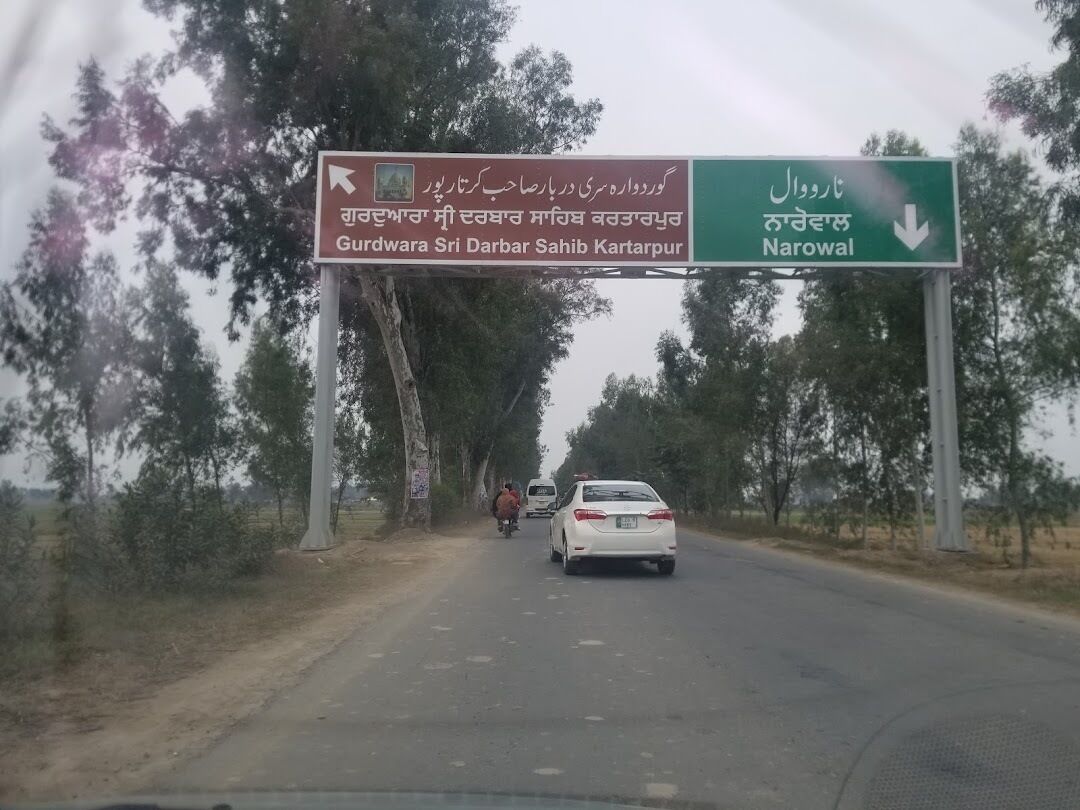 گوردوارہ سری دربار صاحب کرتارپور
ਗੁਰਦੁਆਰਾ ਸ੍ਰੀ ਦਰਬਾਰ ਸਾਹਿਬ ਕਰਤਾਰਪੁਰ
Gurdwara Sri Darbar Sahib Kartarpur
نارووال
ਨਾਰੋਵਾਲ
Narowal